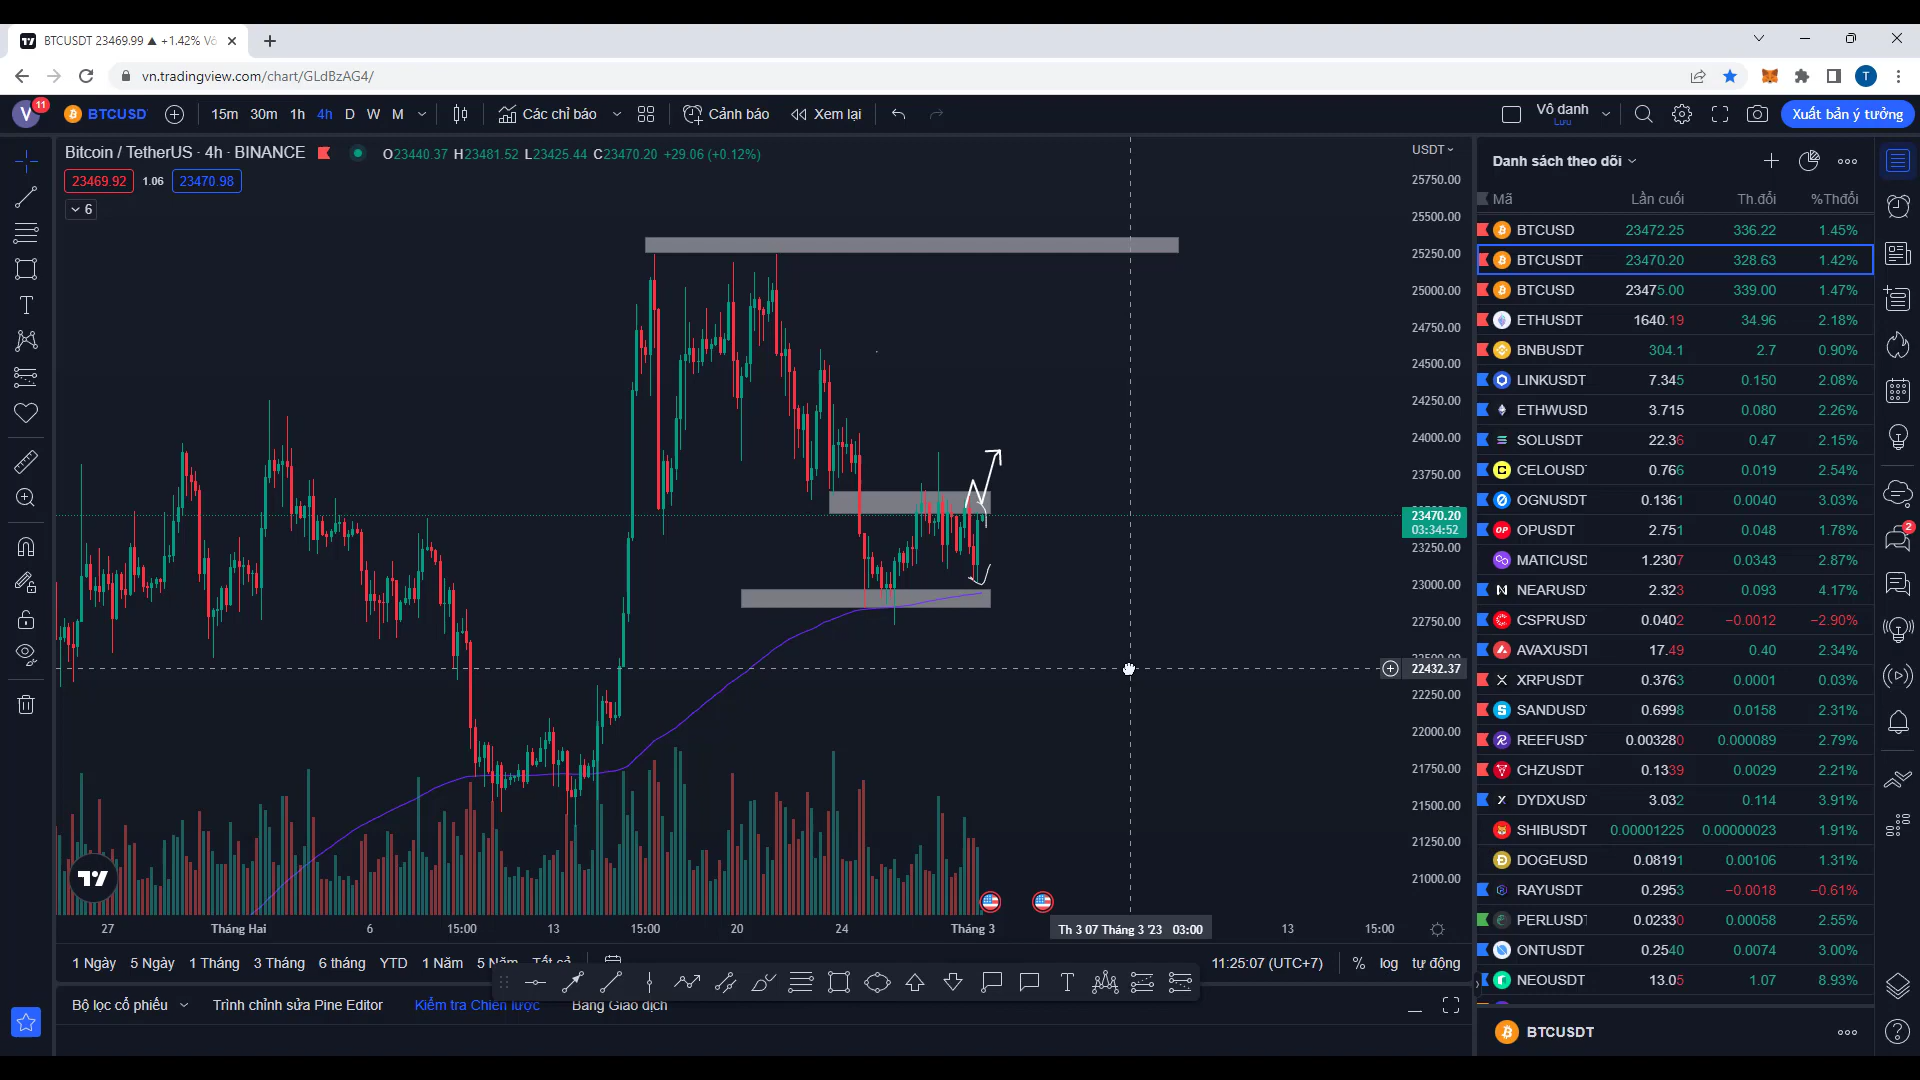 BTCUSDT 23469.99 ▲ +1.42% Vô
vn.tradingview.com/chart/GLdBzAG4/
T
V
11
BTCUSD
15m 30m 1h 4h D W M
Các chỉ báo
Cảnh báo
Xem lại
Vô danh
Lưu
Xuất bản ý tưởng
Bitcoin / TetherUS · 4h · BINANCE
O23440.37 H23481.52 L23425.44 C23470.20 +29.06 (+0.12%)
23469.92 1.06 23470.98
6
USDT
25750.00
25500.00
25250.00
25000.00
24750.00
24500.00
24250.00
24000.00
23750.00
23470.20
03:34:52
23250.00
23000.00
22750.00
22432.37
22250.00
22000.00
21750.00
21500.00
21250.00
21000.00
27 Tháng Hai 6 15:00 13 15:00 20 24 Tháng 3 Th 3 07 Tháng 3 '23 03:00 13 15:00
1 Ngày 5 Ngày 1 Tháng 3 Tháng 6 tháng YTD 1 Năm 5 Năm Tất cả
11:25:07 (UTC+7) % log tự động
Bộ lọc cổ phiếu Trình chỉnh sửa Pine Editor Kiểm tra Chiến lược Bảng Giao dịch
Danh sách theo dõi
Mã Lần cuối Th.đổi %Thđổi
BTCUSD 23472.25 336.22 1.45%
BTCUSDT 23470.20 328.63 1.42%
BTCUSD 23475.00 339.00 1.47%
ETHUSDT 1640.19 34.96 2.18%
BNBUSDT 304.1 2.7 0.90%
LINKUSDT 7.345 0.150 2.08%
ETHWUSD 3.715 0.080 2.26%
SOLUSDT 22.36 0.47 2.15%
CELOUSD 0.766 0.019 2.54%
OGNUSDT 0.1361 0.0040 3.03%
OPUSDT 2.751 0.048 1.78%
MATICUSD 1.2307 0.0343 2.87%
NEARUSD 2.323 0.093 4.17%
CSPRUSD 0.0402 −0.0012 −2.90%
AVAXUSDT 17.49 0.40 2.34%
XRPUSDT 0.3763 0.0001 0.03%
SANDUSD 0.6998 0.0158 2.31%
REEFUSD 0.003280 0.000089 2.79%
CHZUSDT 0.1339 0.0029 2.21%
DYDXUSD 3.032 0.114 3.91%
SHIBUSDT 0.00001225 0.00000023 1.91%
DOGEUSD 0.08191 0.00106 1.31%
RAYUSDT 0.2953 −0.0018 −0.61%
PERLUSDT 0.02330 0.00058 2.55%
ONTUSDT 0.2540 0.0074 3.00%
NEOUSDT 13.05 1.07 8.93%
BTCUSDT
2